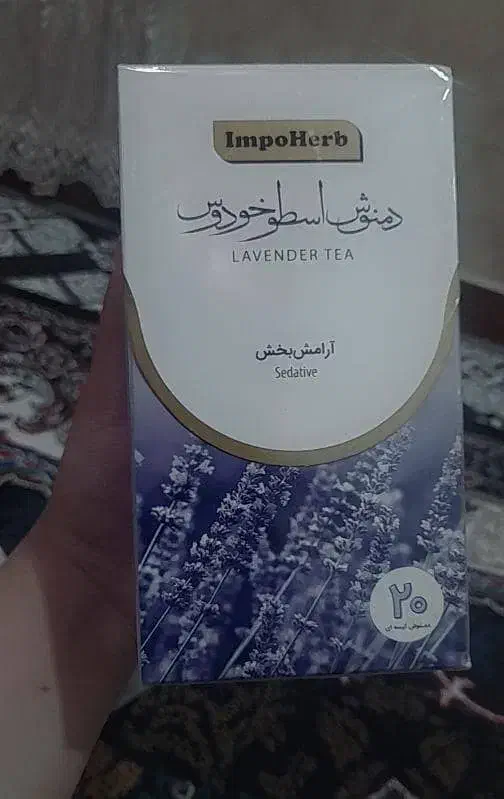 ImpoHerb
دمنوش اسطوخودوس
LAVENDER TEA
آرامش‌بخش
Sedative
۲۰
دمنوش کیسه ای